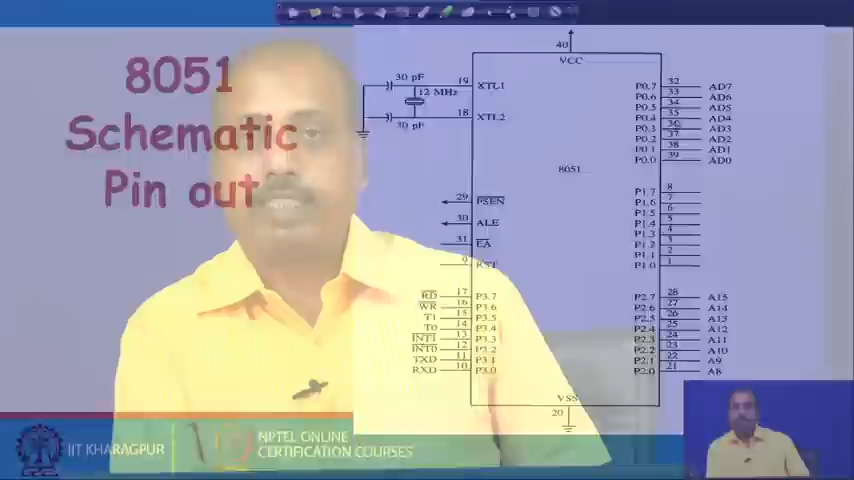 8051
Schematic
Pin out
40
VCC
30 pF
19
XTL1
12 MHz
18
XTL2
30 pF
8051
29
PSEN
30
ALE
31
EA
9
RST
RD 17 P3.7
WR 16 P3.6
T1 15 P3.5
T0 14 P3.4
INT1 13 P3.3
INT0 12 P3.2
TXD 11 P3.1
RXD 10 P3.0
P0.7 32 AD7
P0.6 33 AD6
P0.5 34 AD5
P0.4 35 AD4
P0.3 36 AD3
P0.2 37 AD2
P0.1 38 AD1
P0.0 39 AD0
P1.7 8
P1.6 7
P1.5 6
P1.4 5
P1.3 4
P1.2 3
P1.1 2
P1.0 1
P2.7 28 A15
P2.6 27 A14
P2.5 26 A13
P2.4 25 A12
P2.3 24 A11
P2.2 23 A10
P2.1 22 A9
P2.0 21 A8
VSS
20
IIT KHARAGPUR
NPTEL ONLINE
CERTIFICATION COURSES